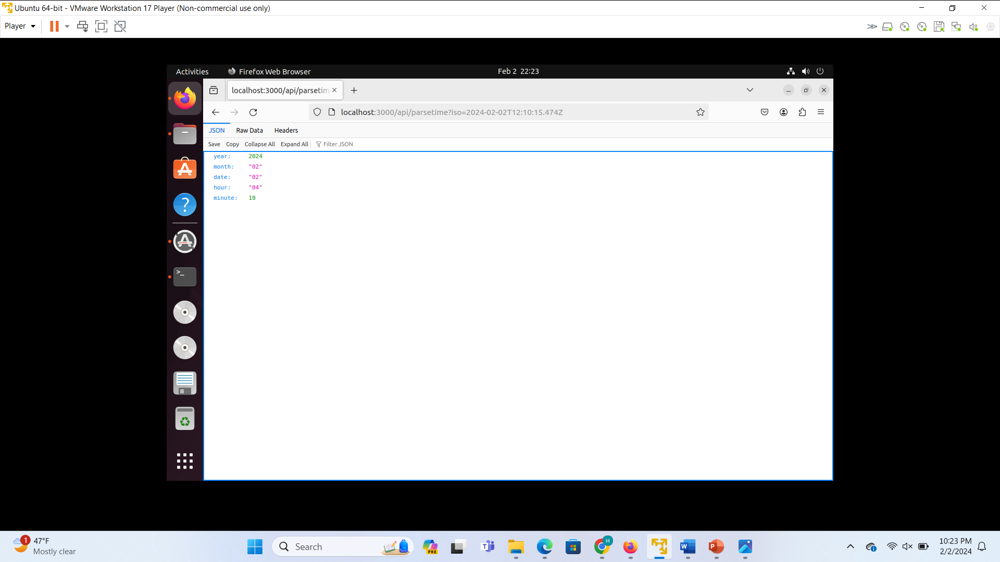 Ubuntu 64-bit - VMware Workstation 17 Player (Non-commercial use only)
Player
Activities Firefox Web Browser Feb 2 22:23
localhost:3000/api/parsetim
localhost:3000/api/parsetime?iso=2024-02-02T12:10:15.474Z
JSON Raw Data Headers
Save Copy Collapse All Expand All Filter JSON
year: 2024
month: "02"
date: "02"
hour: "04"
minute: 10
1 47°F
Mostly clear
Search
PRE
H
10:23 PM
2/2/2024